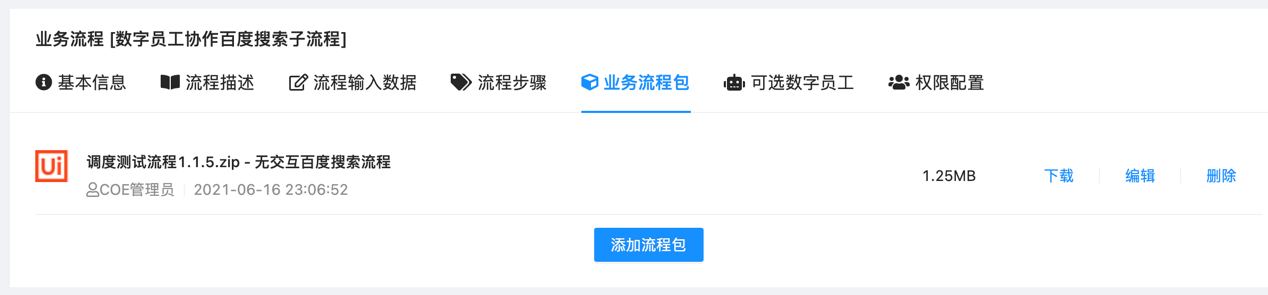 业务流程 [数字员工协作百度搜索子流程]
基本信息 流程描述 流程输入数据 流程步骤 业务流程包 可选数字员工 权限配置
Ui 调度测试流程1.1.5.zip - 无交互百度搜索流程
COE管理员 2021-06-16 23:06:52 1.25MB 下载 编辑 删除
添加流程包